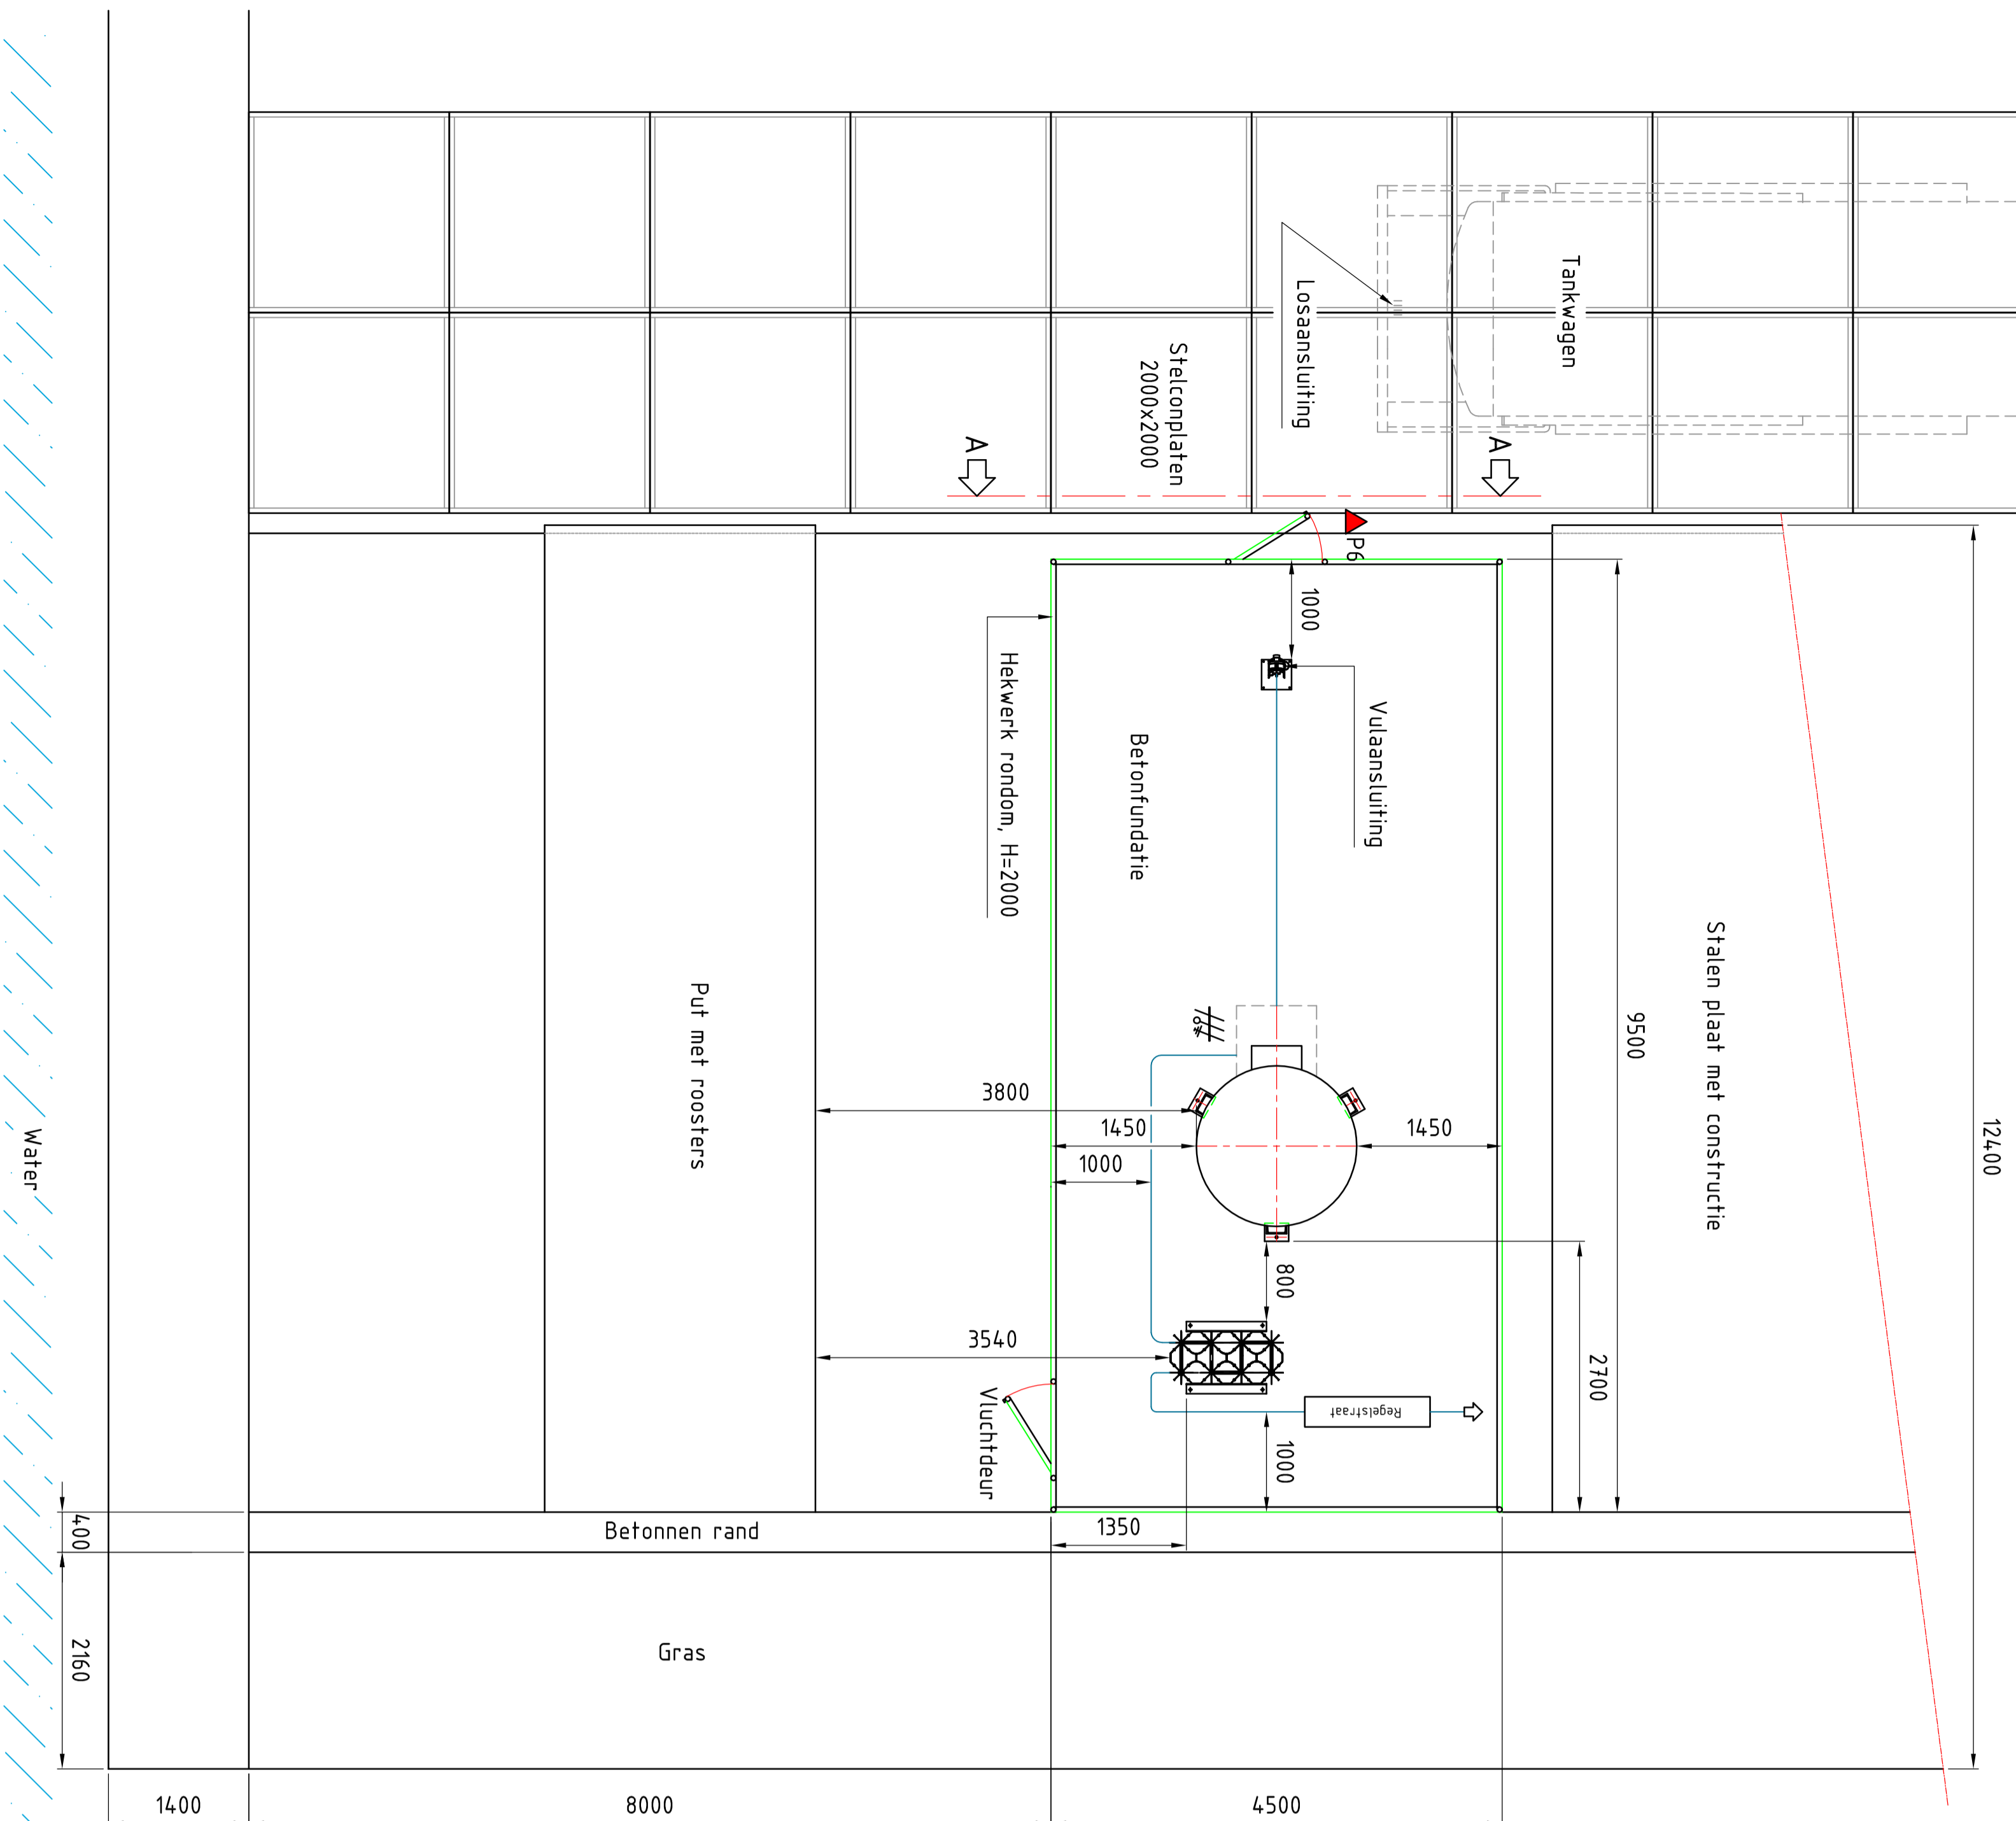 Tankwagen
Losaansluiting
Stelconplaten
2000x2000
A
A
P6
1000
Vulaansluiting
Betonfundatie
Hekwerk rondom, H=2000
Stalen plaat met constructie
9500
12400
Put met roosters
3800
1450
1450
1000
Water
800
3540
2700
Regelstraat
Vluchtdeur
1000
1350
400
Betonnen rand
2160
Gras
1400
8000
4500